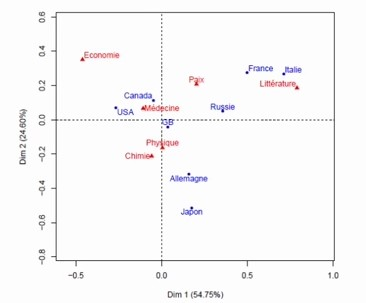 0.6
0.4
0.2
0.0
−0.2
−0.4
−0.6
−0.8
Dim 2 (24.60%)
Economie
France
Italie
Paix
Littérature
Canada
Médecine
Russie
USA
GB
Physique
Chimie
Allemagne
Japon
−0.5
0.0
0.5
1.0
Dim 1 (54.75%)